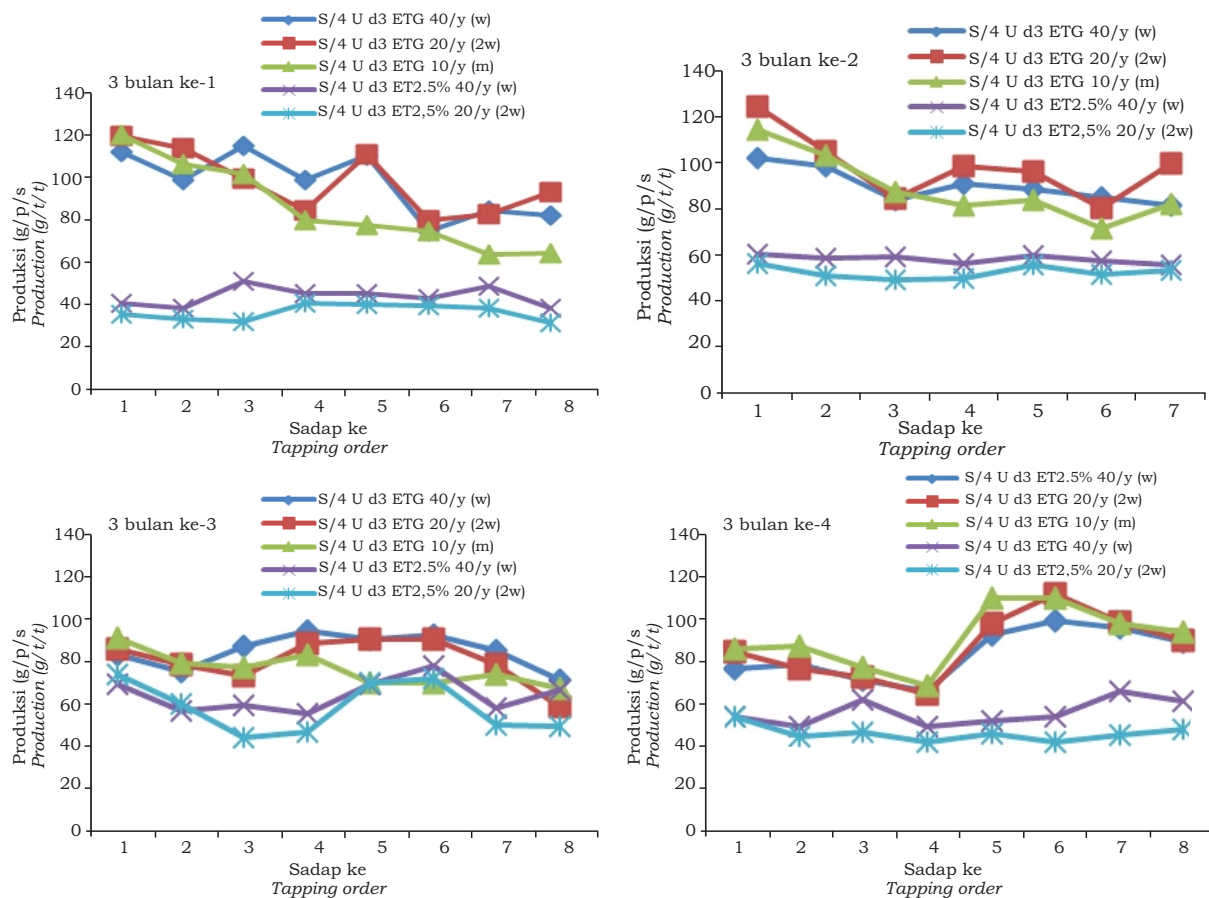 S/4 U d3 ETG 40/y (w)
S/4 U d3 ETG 20/y (2w)
S/4 U d3 ETG 10/y (m)
S/4 U d3 ET2.5% 40/y (w)
S/4 U d3 ET2,5% 20/y (2w)
3 bulan ke-1
140
120
100
80
60
40
20
0
Produksi (g/p/s
Production (g/t/t)
1 2 3 4 5 6 7 8
Sadap ke
Tapping order
S/4 U d3 ETG 40/y (w)
S/4 U d3 ETG 20/y (2w)
S/4 U d3 ETG 10/y (m)
S/4 U d3 ET2.5% 40/y (w)
S/4 U d3 ET2,5% 20/y (2w)
3 bulan ke-2
140
120
100
80
60
40
20
0
Produksi (g/p/s
Production (g/t/t)
1 2 3 4 5 6 7
Sadap ke
Tapping order
S/4 U d3 ETG 40/y (w)
S/4 U d3 ETG 20/y (2w)
S/4 U d3 ETG 10/y (m)
S/4 U d3 ET2.5% 40/y (w)
S/4 U d3 ET2,5% 20/y (2w)
3 bulan ke-3
140
120
100
80
60
40
20
0
Produksi (g/p/s
Production (g/t/t)
1 2 3 4 5 6 7 8
Sadap ke
Tapping order
S/4 U d3 ET2.5% 40/y (w)
S/4 U d3 ETG 20/y (2w)
S/4 U d3 ETG 10/y (m)
S/4 U d3 ETG 40/y (w)
S/4 U d3 ET2,5% 20/y (2w)
3 bulan ke-4
140
120
100
80
60
40
20
0
Produksi (g/p/s
Production (g/t/t)
1 2 3 4 5 6 7 8
Sadap ke
Tapping order